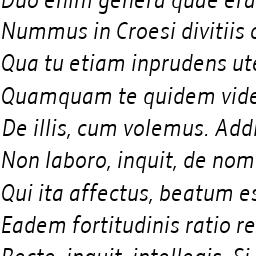 Duo enim genera quae era
Nummus in Croesi divitiis o
Qua tu etiam inprudens ute
Quamquam te quidem vide
De illis, cum volemus. Addi
Non laboro, inquit, de nom
Qui ita affectus, beatum es
Eadem fortitudinis ratio re
Recte, inquit, intellegis. Si